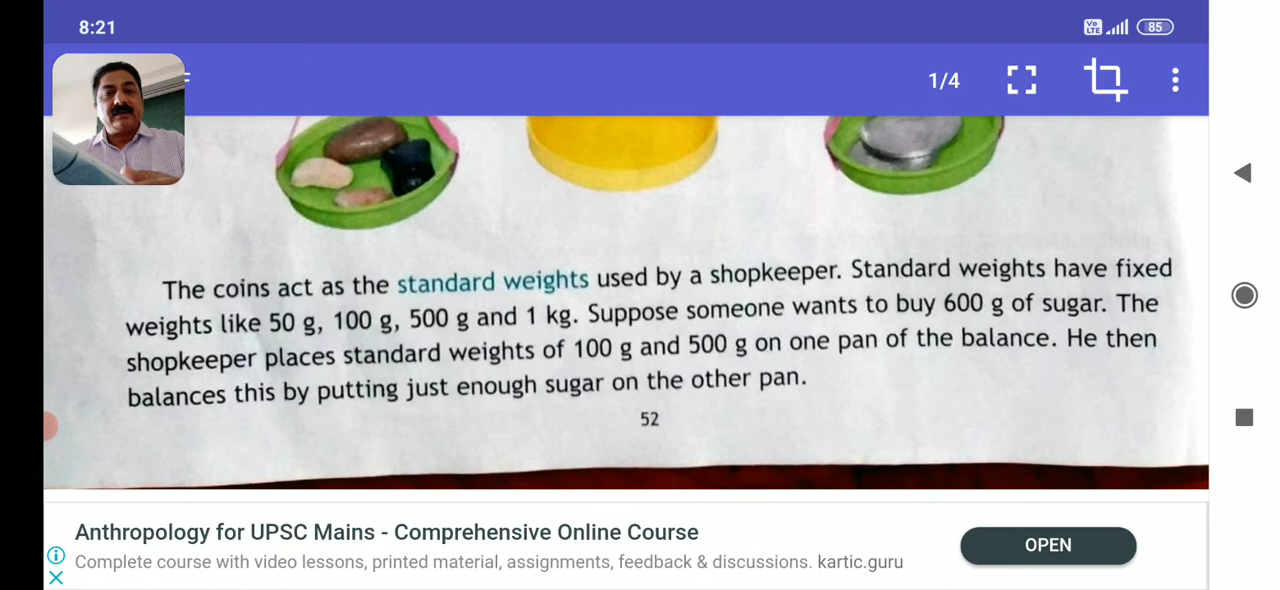 8:21
Vo LTE 85
1/4
The coins act as the standard weights used by a shopkeeper. Standard weights have fixed
weights like 50 g, 100 g, 500 g and 1 kg. Suppose someone wants to buy 600 g of sugar. The
shopkeeper places standard weights of 100 g and 500 g on one pan of the balance. He then
balances this by putting just enough sugar on the other pan.
52
Anthropology for UPSC Mains - Comprehensive Online Course
Complete course with video lessons, printed material, assignments, feedback & discussions. kartic.guru
OPEN